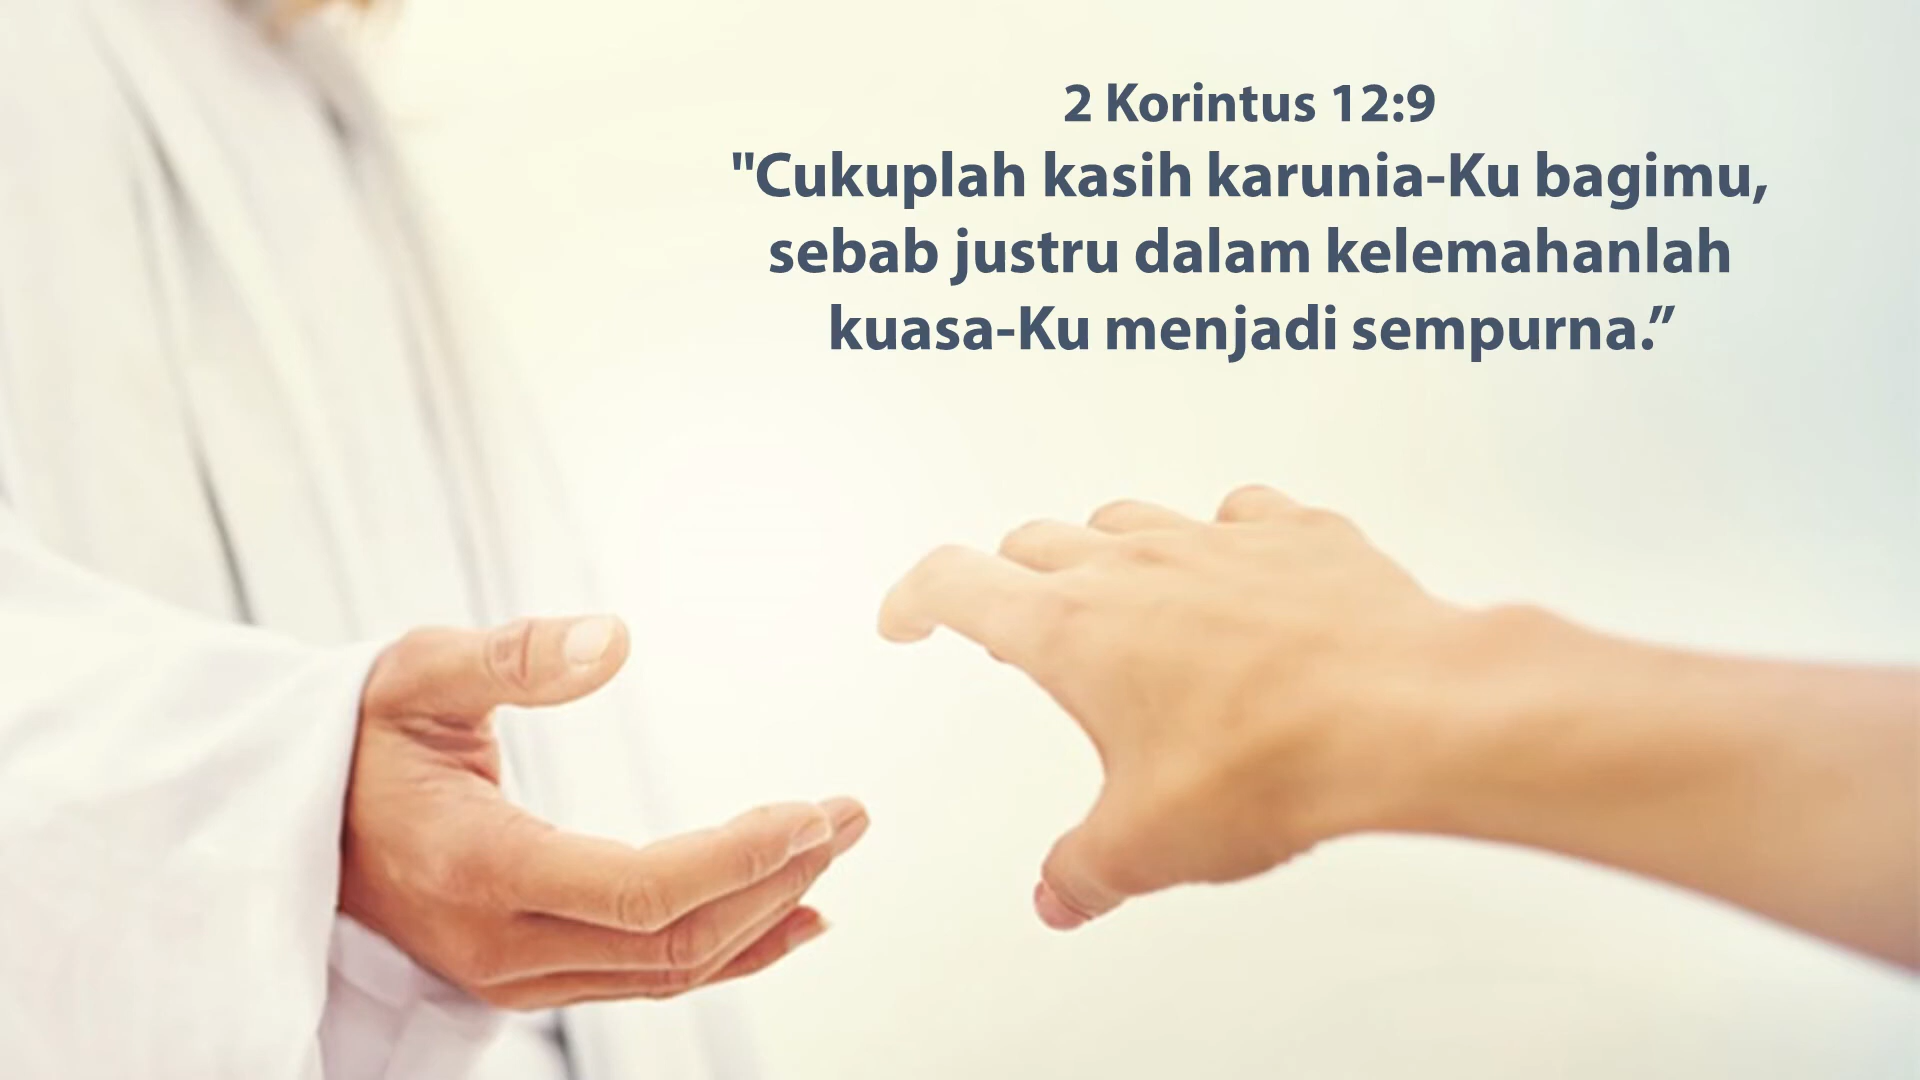 2 Korintus 12:9
"Cukuplah kasih karunia-Ku bagimu,
sebab justru dalam kelemahanlah
kuasa-Ku menjadi sempurna.”